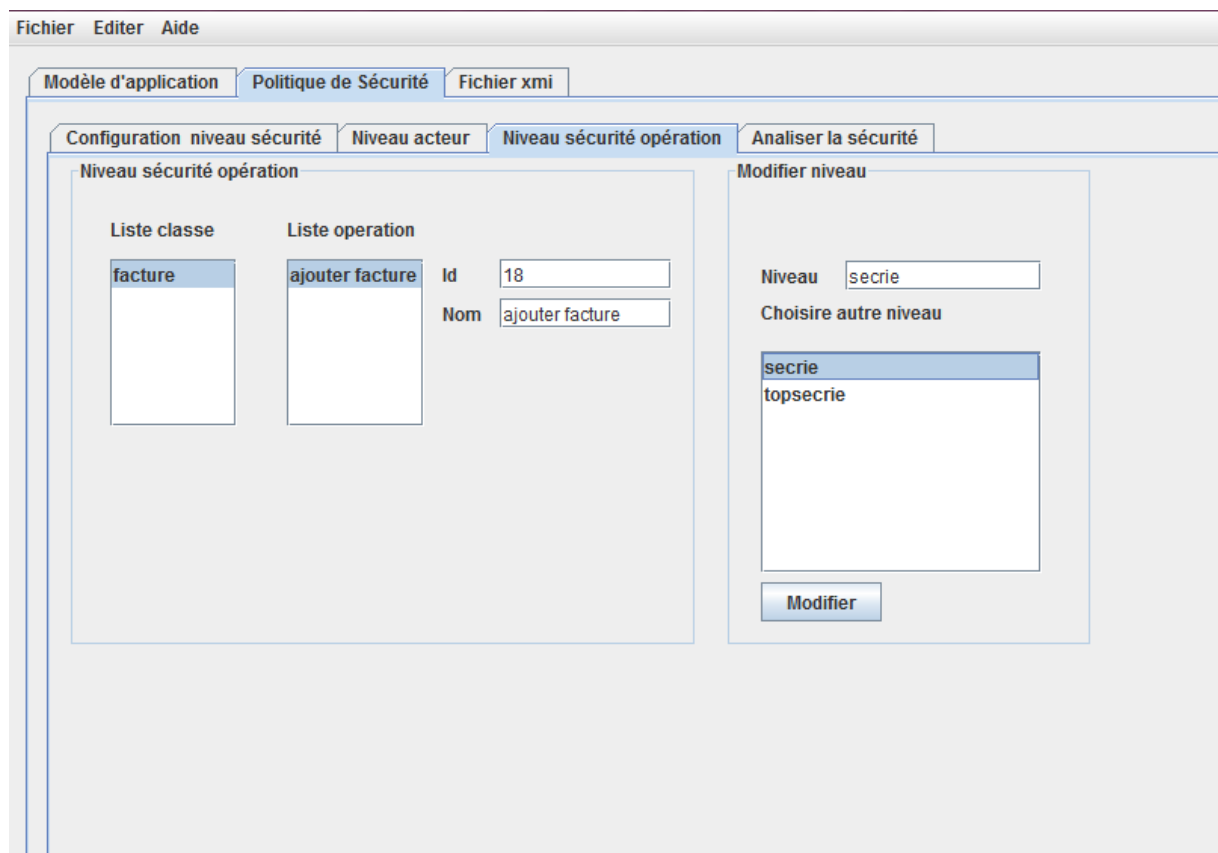 Fichier Editer Aide
Modèle d'application Politique de Sécurité Fichier xmi
Configuration niveau sécurité Niveau acteur Niveau sécurité opération Analiser la sécurité
Niveau sécurité opération
Liste classe Liste operation
facture
ajouter facture
Id 18
Nom ajouter facture
Modifier niveau
Niveau secrie
Choisire autre niveau
secrie
topsecrie
Modifier